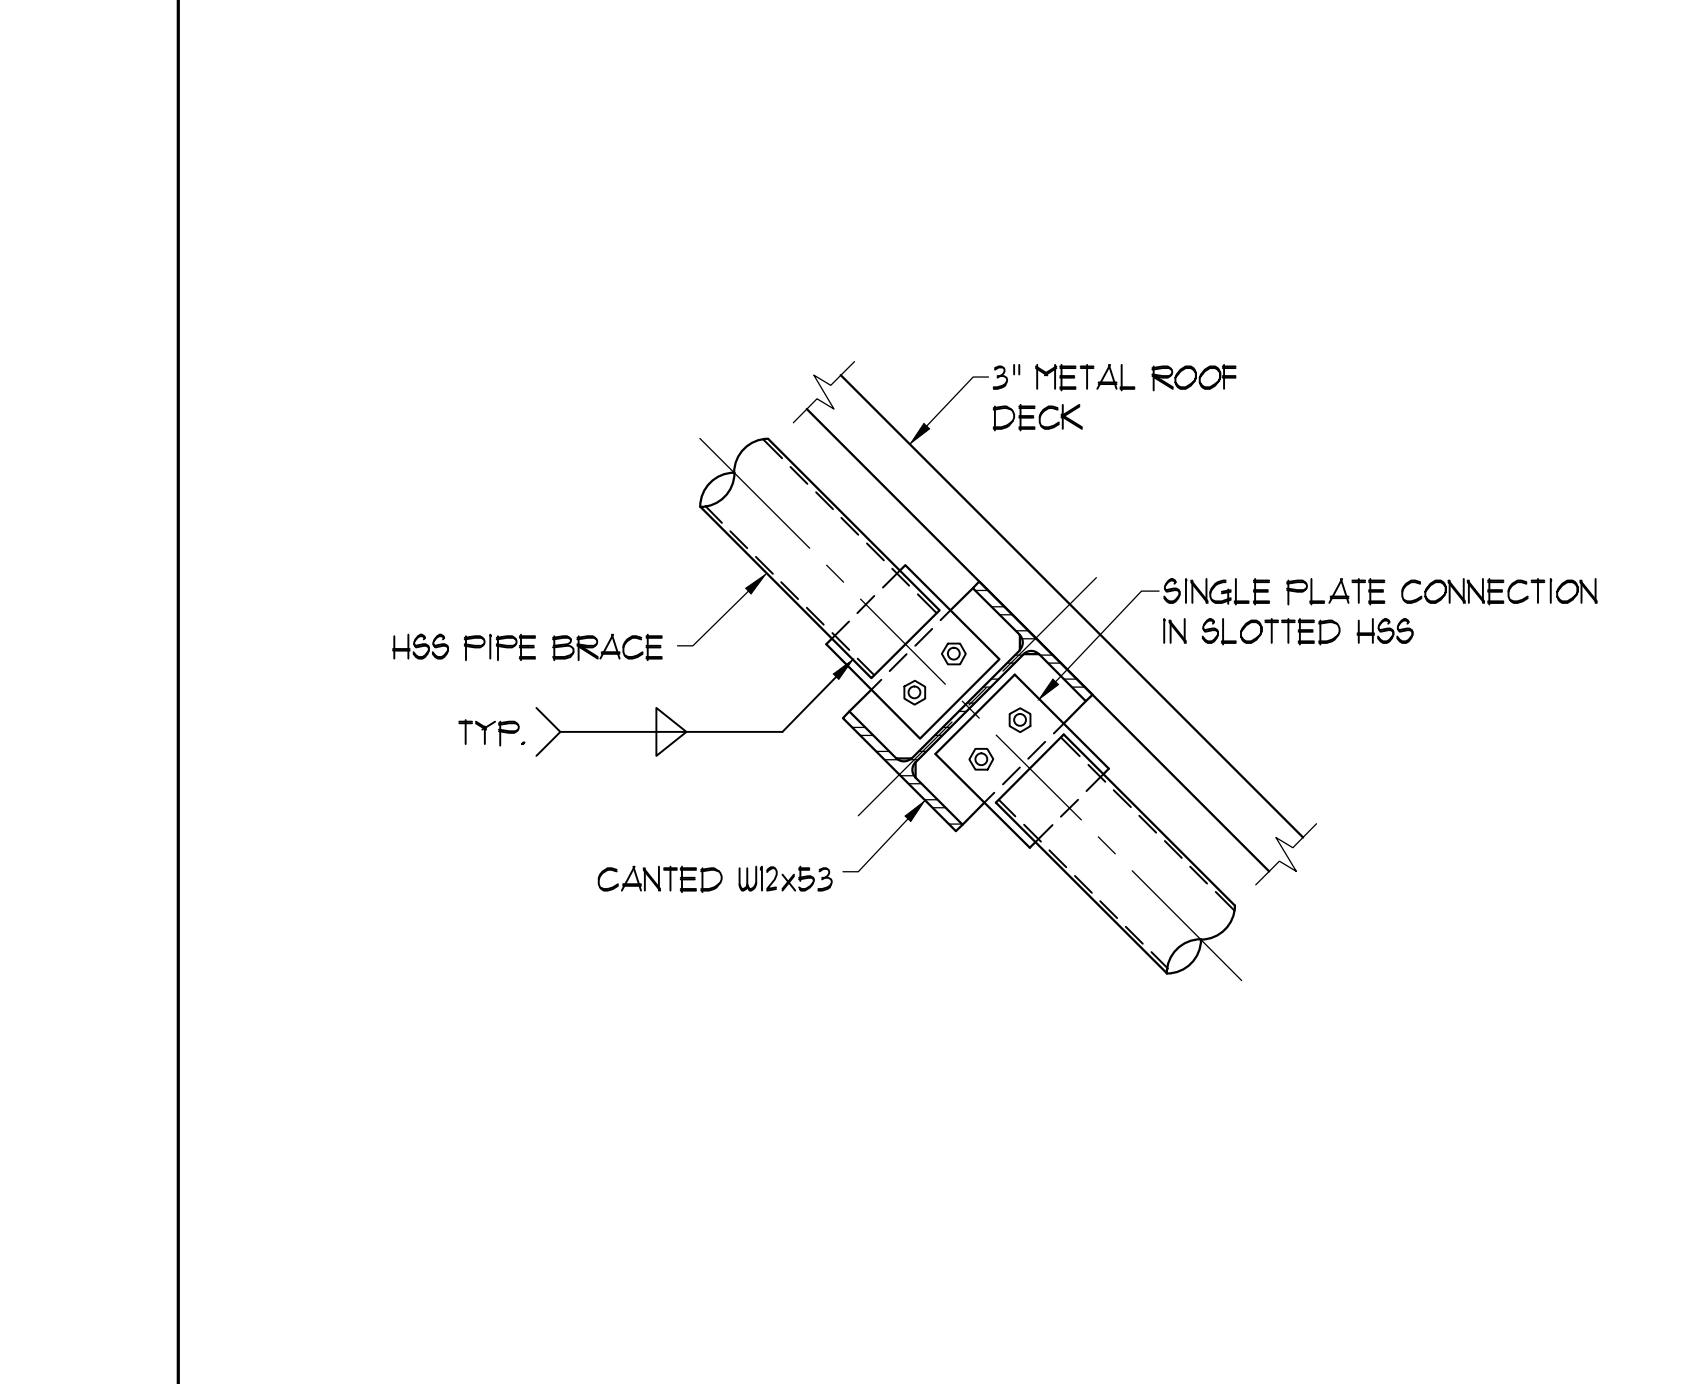 3" METAL ROOF
DECK
SINGLE PLATE CONNECTION
IN SLOTTED HSS
HSS PIPE BRACE
TYP.
CANTED W12x53